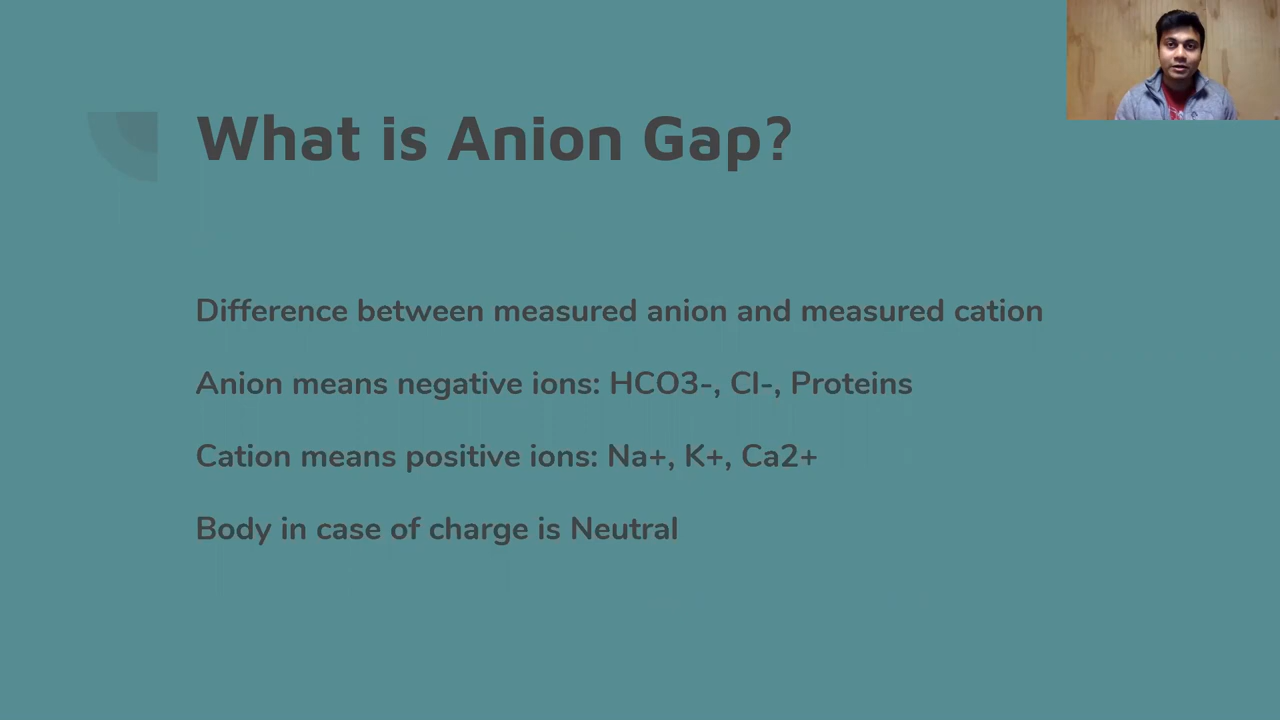 What is Anion Gap?
Difference between measured anion and measured cation
Anion means negative ions: HCO3-, Cl-, Proteins
Cation means positive ions: Na+, K+, Ca2+
Body in case of charge is Neutral